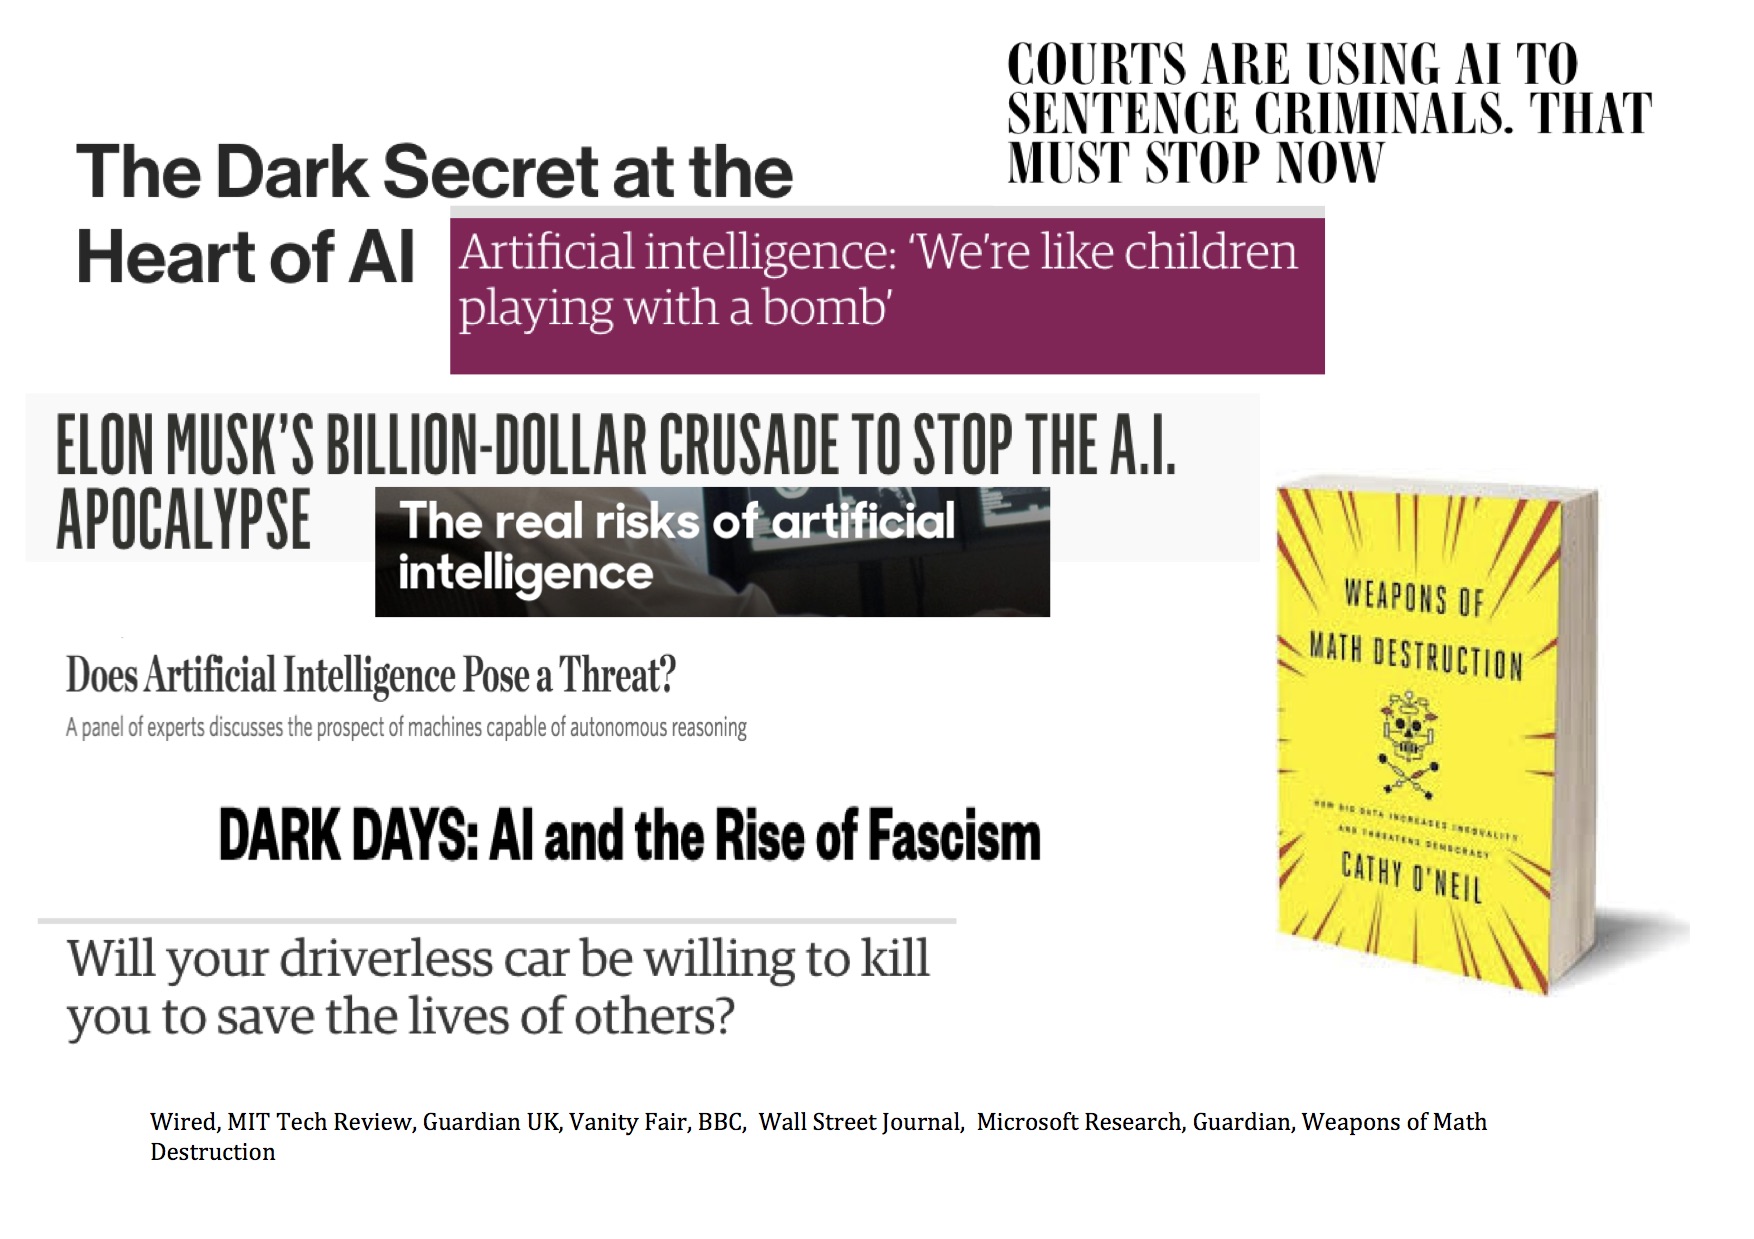 COURTS ARE USING AI TO
SENTENCE CRIMINALS. THAT
MUST STOP NOW
The Dark Secret at the
Heart of AI
Artificial intelligence: ‘We’re like children
playing with a bomb’
ELON MUSK’S BILLION-DOLLAR CRUSADE TO STOP THE A.I.
APOCALYPSE
The real risks of artificial
intelligence
WEAPONS OF
MATH DESTRUCTION
HOW BIG DATA INCREASES INEQUALITY
AND THREATENS DEMOCRACY
CATHY O'NEIL
Does Artificial Intelligence Pose a Threat?
A panel of experts discusses the prospect of machines capable of autonomous reasoning
DARK DAYS: AI and the Rise of Fascism
Will your driverless car be willing to kill
you to save the lives of others?
Wired, MIT Tech Review, Guardian UK, Vanity Fair, BBC,  Wall Street Journal,  Microsoft Research, Guardian, Weapons of Math
Destruction